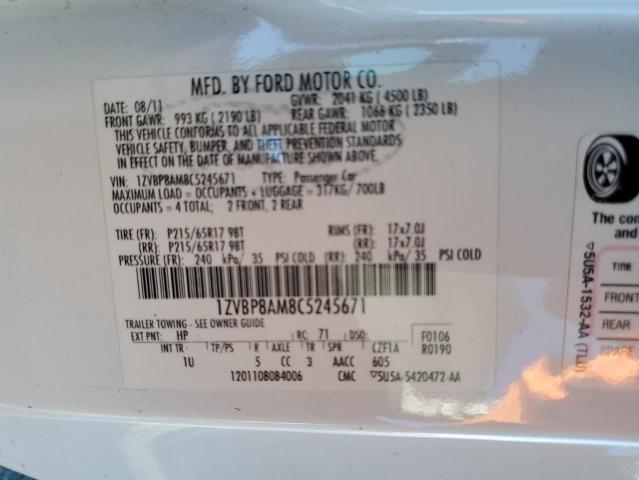 MFD. BY FORD MOTOR CO.
DATE: 08/11 GVWR: 2041 KG ( 4500 LB)
FRONT GAWR: 993 KG ( 2190 LB) REAR GAWR: 1066 KG ( 2350 LB)
THIS VEHICLE CONFORMS TO ALL APPLICABLE FEDERAL MOTOR
VEHICLE SAFETY, BUMPER, AND THEFT PREVENTION STANDARDS
IN EFFECT ON THE DATE OF MANUFACTURE SHOWN ABOVE.
VIN: 1ZVBP8AM8C5245671 TYPE: Passenger Car
MAXIMUM LOAD = OCCUPANTS + LUGGAGE = 317KG/ 700LB
OCCUPANTS = 4 TOTAL; 2 FRONT, 2 REAR
TIRE (FR): P215/65R17 98T RIMS (FR): 17x7.0J
(RR): P215/65R17 98T (RR): 17x7.0J
PRESSURE (FR): 240 kPa/ 35 PSI COLD (RR): 240 kPa/ 35 PSI COLD
1ZVBP8AM8C5245671
TRAILER TOWING - SEE OWNER GUIDE
EXT PNT: HP RC: 71 DSO: F0106
INT TR TP/PS R AXLE TR SPR CZF1A R0190
1U 5 CC 3 AACC 605
1201108084006 CMC ▽5U5A-5420472-AA
The con
and
TIRE
FRONT
REAR
SPARE
▽5U5A-1532-AA (TLU)